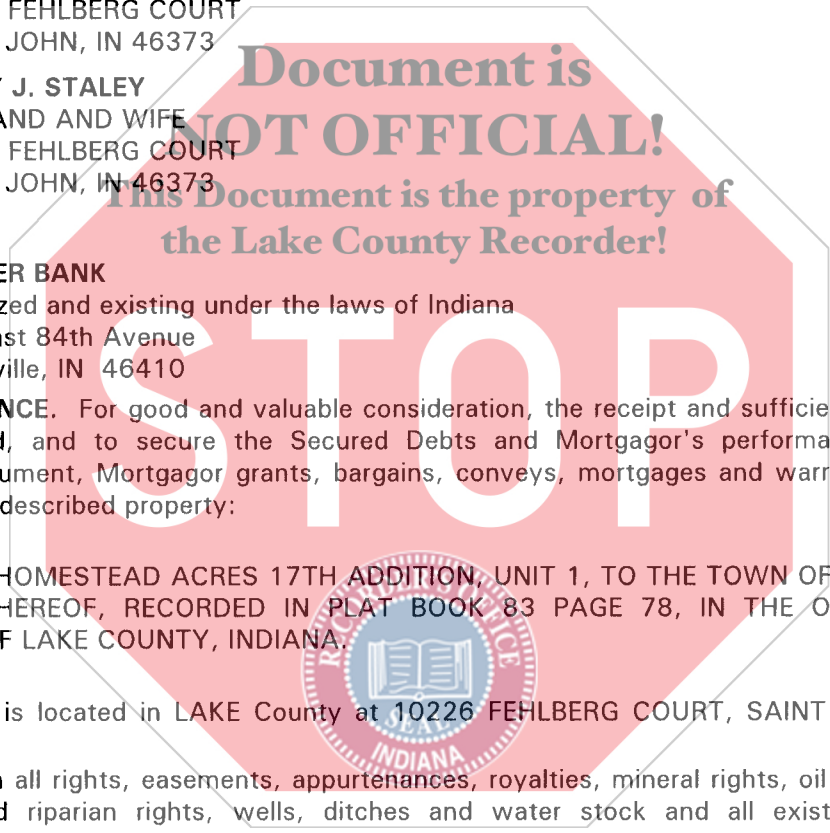 FEHLBERG COURT
JOHN, IN 46373
Document is
J. STALEY
AND AND WIFE
NOT OFFICIAL!
FEHLBERG COURT
JOHN, IN 46373
This Document is the property of
the Lake County Recorder!
ER BANK
zed and existing under the laws of Indiana
ast 84th Avenue
ville, IN 46410
STOP
NCE. For good and valuable consideration, the receipt and sufficie
d, and to secure the Secured Debts and Mortgagor's performa
ument, Mortgagor grants, bargains, conveys, mortgages and warr
described property:
HOMESTEAD ACRES 17TH ADDITION, UNIT 1, TO THE TOWN OF
HEREOF, RECORDED IN PLAT BOOK 83 PAGE 78, IN THE O
F LAKE COUNTY, INDIANA.
RECORDER'S OFFICE
SEAL
INDIANA
is located in LAKE County at 10226 FEHLBERG COURT, SAINT
all rights, easements, appurtenances, royalties, mineral rights, oil
d riparian rights, wells, ditches and water stock and all exist